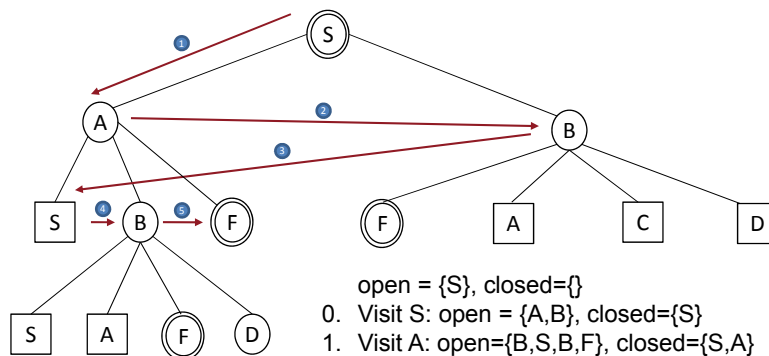 1
S
2
A
B
3
S
4
B
5
F
F
A
C
D
S
A
F
D
open = {S}, closed={}
0. Visit S: open = {A,B}, closed={S}
1. Visit A: open={B,S,B,F}, closed={S,A}